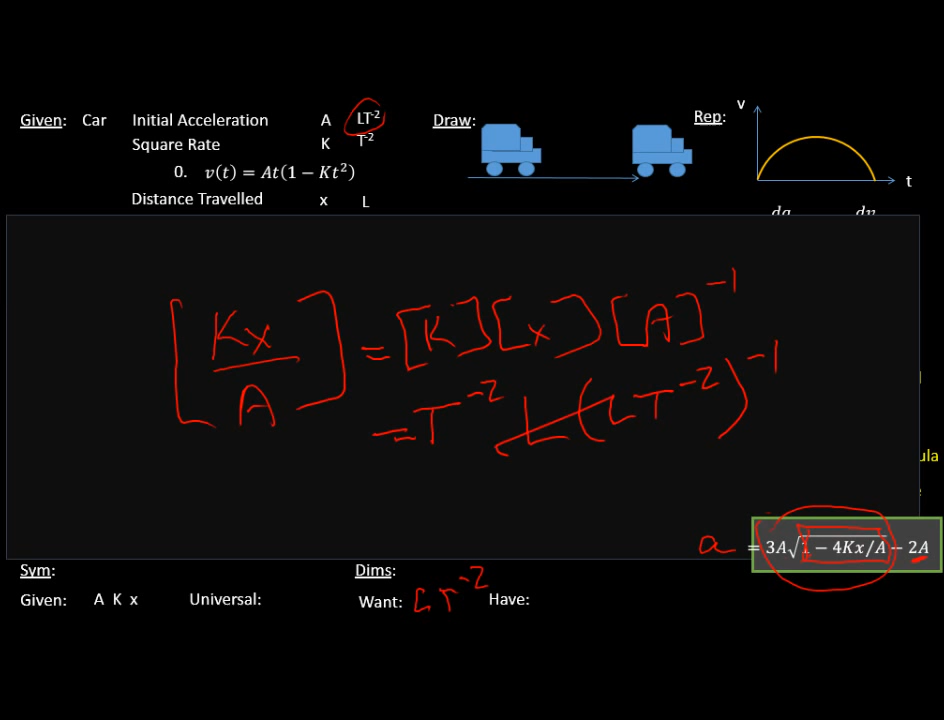 Given: Car Initial Acceleration A LT⁻² Draw: Rep: v
Square Rate K T⁻²
0. v(t) = At(1 − Kt²)
Distance Travelled x L
t
[Kx/A] = [K][x][A]⁻¹
= T⁻² L(LT⁻²)⁻¹
ula
a = 3A√1 − 4Kx/A − 2A
Sym: Dims:
Given: A K x Universal: Want: LT⁻² Have: